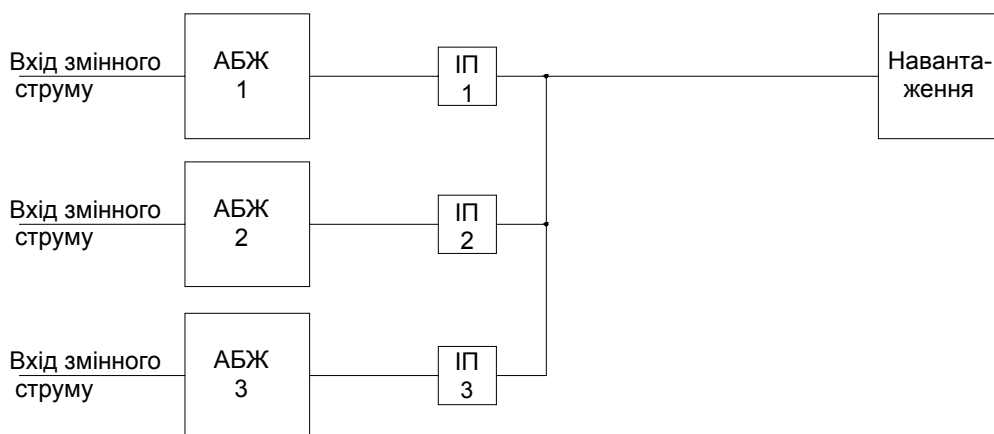 Вхід змінного
струму
АБЖ
1
ІП
1
Наванта-
ження
Вхід змінного
струму
АБЖ
2
ІП
2
Вхід змінного
струму
АБЖ
3
ІП
3